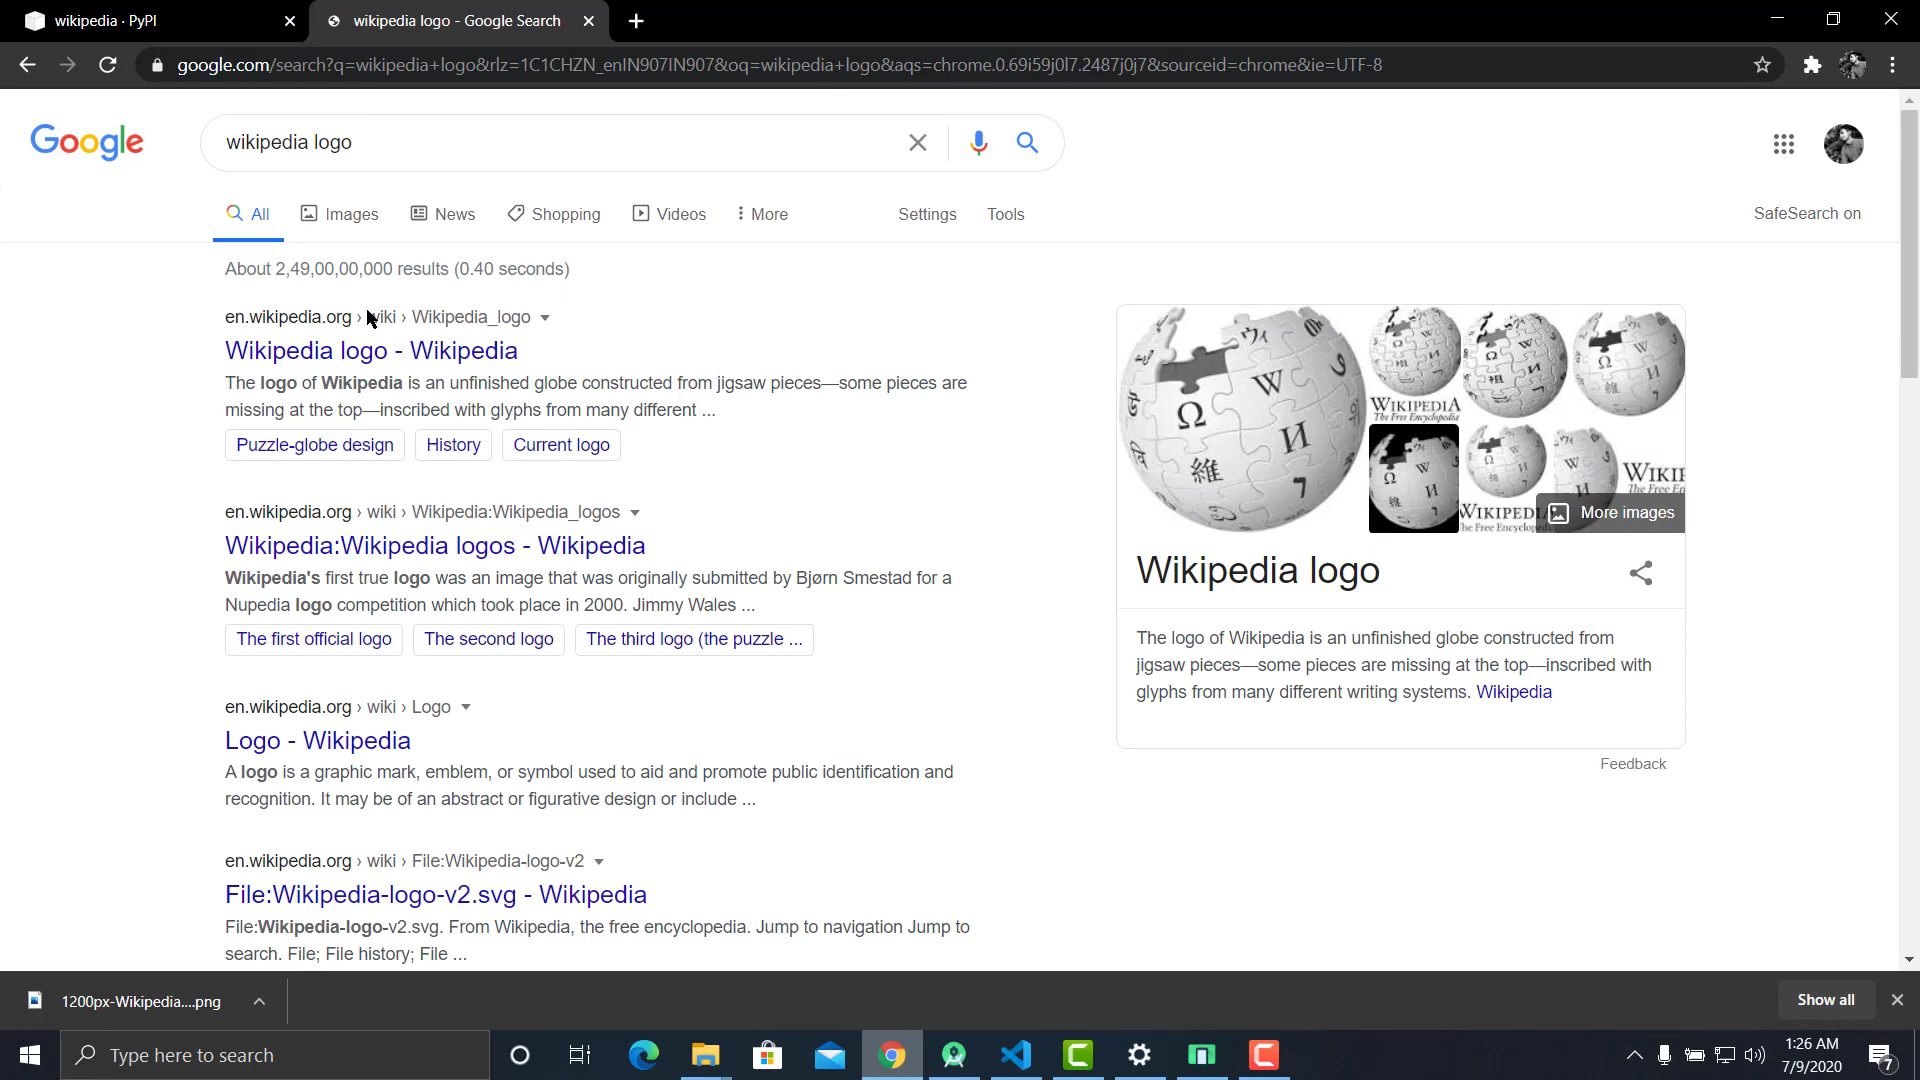 wikipedia · PyPI
wikipedia logo - Google Search
google.com/search?q=wikipedia+logo&rlz=1C1CHZN_enIN907IN907&oq=wikipedia+logo&aqs=chrome.0.69i59j0l7.2487j0j7&sourceid=chrome&ie=UTF-8
Google
wikipedia logo
All Images News Shopping Videos More Settings Tools SafeSearch on
About 2,49,00,00,000 results (0.40 seconds)
en.wikipedia.org › wiki › Wikipedia_logo
Wikipedia logo - Wikipedia
The logo of Wikipedia is an unfinished globe constructed from jigsaw pieces—some pieces are
missing at the top—inscribed with glyphs from many different ...
Puzzle-globe design History Current logo
en.wikipedia.org › wiki › Wikipedia:Wikipedia_logos
Wikipedia:Wikipedia logos - Wikipedia
Wikipedia's first true logo was an image that was originally submitted by Bjørn Smestad for a
Nupedia logo competition which took place in 2000. Jimmy Wales ...
The first official logo The second logo The third logo (the puzzle ...
en.wikipedia.org › wiki › Logo
Logo - Wikipedia
A logo is a graphic mark, emblem, or symbol used to aid and promote public identification and
recognition. It may be of an abstract or figurative design or include ...
en.wikipedia.org › wiki › File:Wikipedia-logo-v2
File:Wikipedia-logo-v2.svg - Wikipedia
File:Wikipedia-logo-v2.svg. From Wikipedia, the free encyclopedia. Jump to navigation Jump to
search. File; File history; File ...
Ω W И 維 ヴィ
WIKIPEDIA
The Free Encyclopedia
More images
Wikipedia logo
The logo of Wikipedia is an unfinished globe constructed from
jigsaw pieces—some pieces are missing at the top—inscribed with
glyphs from many different writing systems. Wikipedia
Feedback
1200px-Wikipedia....png
Show all
Type here to search
1:26 AM
7/9/2020
7